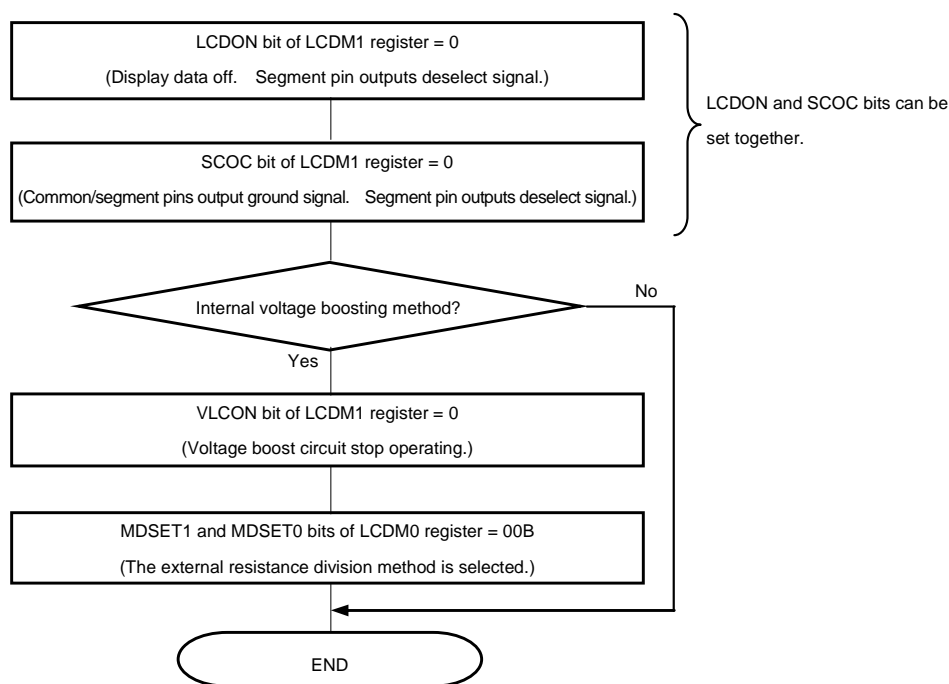 LCDON bit of LCDM1 register = 0
(Display data off. Segment pin outputs deselect signal.)
LCDON and SCOC bits can be
set together.
SCOC bit of LCDM1 register = 0
(Common/segment pins output ground signal. Segment pin outputs deselect signal.)
Internal voltage boosting method?
No
Yes
VLCON bit of LCDM1 register = 0
(Voltage boost circuit stop operating.)
MDSET1 and MDSET0 bits of LCDM0 register = 00B
(The external resistance division method is selected.)
END